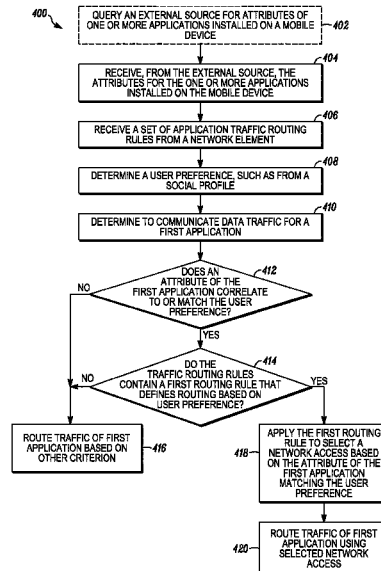 400
QUERY AN EXTERNAL SOURCE FOR ATTRIBUTES OF
ONE OR MORE APPLICATIONS INSTALLED ON A MOBILE
DEVICE
402
404
RECEIVE, FROM THE EXTERNAL SOURCE, THE
ATTRIBUTES FOR THE ONE OR MORE APPLICATIONS
INSTALLED ON THE MOBILE DEVICE
406
RECEIVE A SET OF APPLICATION TRAFFIC ROUTING
RULES FROM A NETWORK ELEMENT
408
DETERMINE A USER PREFERENCE, SUCH AS FROM A
SOCIAL PROFILE
410
DETERMINE TO COMMUNICATE DATA TRAFFIC FOR A
FIRST APPLICATION
412
DOES AN
ATTRIBUTE OF THE
FIRST APPLICATION CORRELATE
TO OR MATCH THE USER
PREFERENCE?
NO
YES
414
DO THE
TRAFFIC ROUTING RULES
CONTAIN A FIRST ROUTING RULE THAT
DEFINES ROUTING BASED ON
USER PREFERENCE?
NO
YES
ROUTE TRAFFIC OF FIRST
APPLICATION BASED ON
OTHER CRITERION
416
418
APPLY THE FIRST ROUTING
RULE TO SELECT A
NETWORK ACCESS BASED
ON THE ATTRIBUTE OF THE
FIRST APPLICATION
MATCHING THE USER
PREFERENCE
420
ROUTE TRAFFIC OF FIRST
APPLICATION USING
SELECTED NETWORK
ACCESS